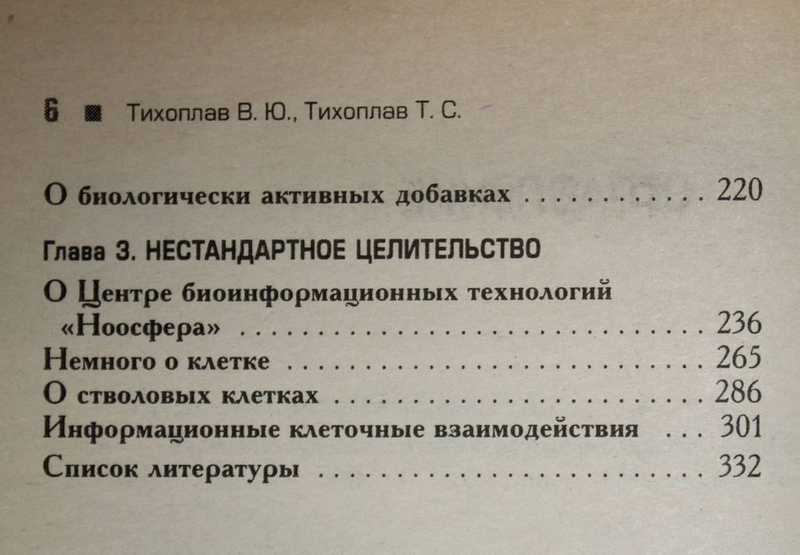 6 ■ Тихоплав В. Ю., Тихоплав Т. С.
О биологически активных добавках . . . . . . . . . . . . 220
Глава 3. НЕСТАНДАРТНОЕ ЦЕЛИТЕЛЬСТВО
О Центре биоинформационных технологий
«Ноосфера» . . . . . . . . . . . . . . . . . . . . . . . . . . . . . . 236
Немного о клетке . . . . . . . . . . . . . . . . . . . . . . . . . . . 265
О стволовых клетках . . . . . . . . . . . . . . . . . . . . . . . . 286
Информационные клеточные взаимодействия . . . 301
Список литературы . . . . . . . . . . . . . . . . . . . . . . . . . 332